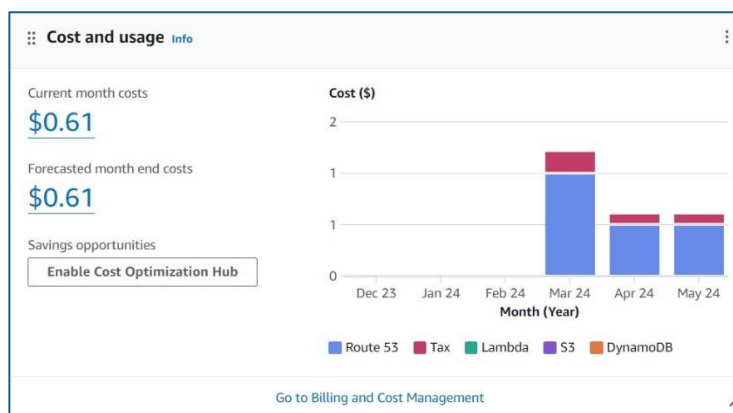 Cost and usage Info
Current month costs
$0.61
Forecasted month end costs
$0.61
Savings opportunities
Enable Cost Optimization Hub
Cost ($)
2
1
1
0
Dec 23 Jan 24 Feb 24 Mar 24 Apr 24 May 24
Month (Year)
Route 53 Tax Lambda S3 DynamoDB
Go to Billing and Cost Management